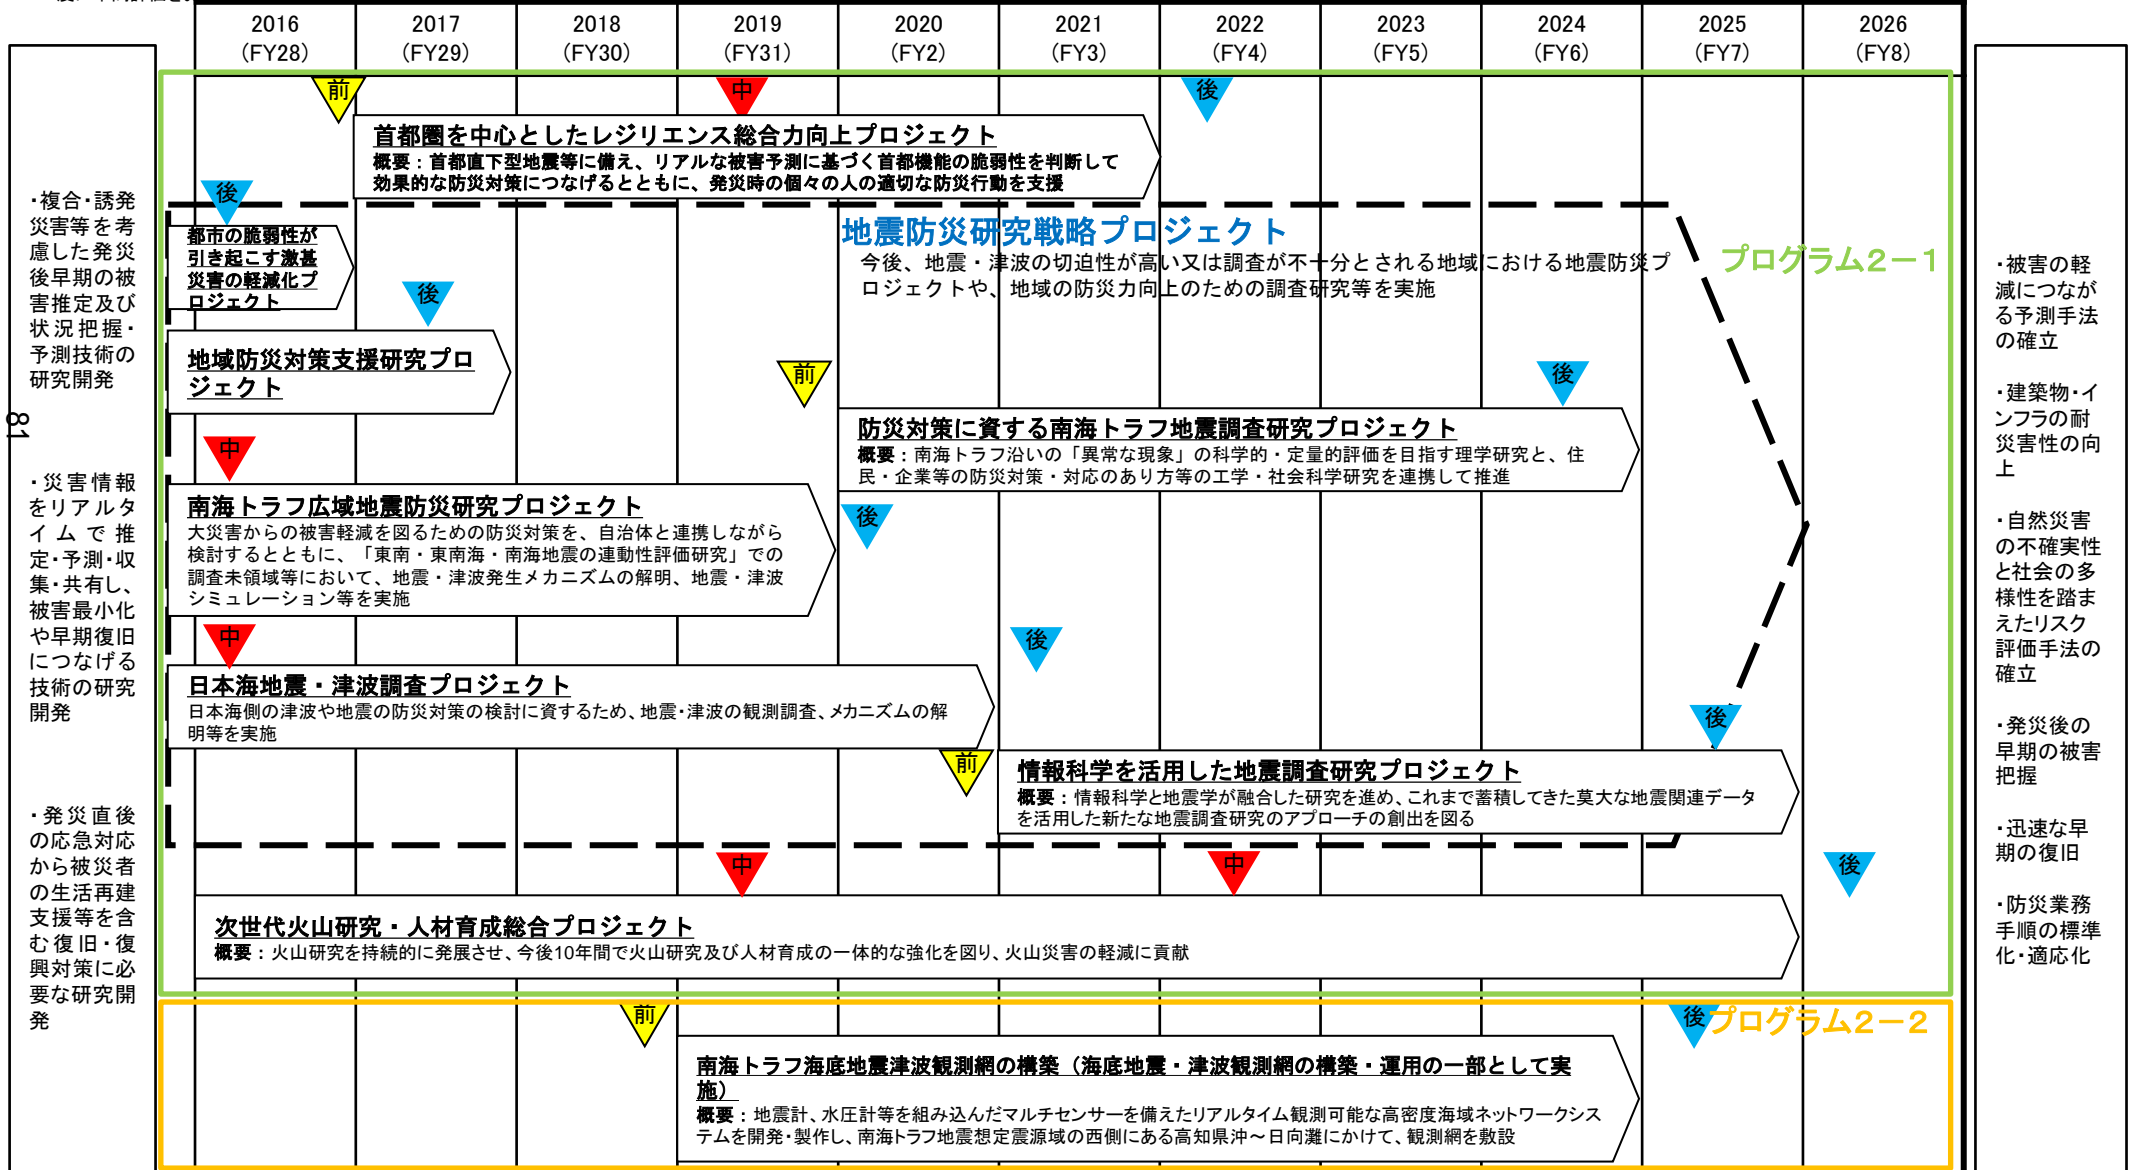 2016
(FY28)
2017
(FY29)
2018
(FY30)
2019
(FY31)
2020
(FY2)
2021
(FY3)
2022
(FY4)
2023
(FY5)
2024
(FY6)
2025
(FY7)
2026
(FY8)
・複合・誘発
災害等を考
慮した発災
後早期の被
害推定及び
状況把握・
予測技術の
研究開発
・災害情報
をリアルタ
イムで推
定・予測・収
集・共有し、
被害最小化
や早期復旧
につなげる
技術の研究
開発
・発災直後
の応急対応
から被災者
の生活再建
支援等を含
む復旧・復
興対策に必
要な研究開
発
81
前
中
後
首都圏を中心としたレジリエンス総合力向上プロジェクト
概要：首都直下型地震等に備え、リアルな被害予測に基づく首都機能の脆弱性を判断して
効果的な防災対策につなげるとともに、発災時の個々の人の適切な防災行動を支援
後
都市の脆弱性が
引き起こす激甚
災害の軽減化プ
ロジェクト
地震防災研究戦略プロジェクト
今後、地震・津波の切迫性が高い又は調査が不十分とされる地域における地震防災プ
ロジェクトや、地域の防災力向上のための調査研究等を実施
プログラム2－1
後
地域防災対策支援研究プロ
ジェクト
前
後
防災対策に資する南海トラフ地震調査研究プロジェクト
概要：南海トラフ沿いの「異常な現象」の科学的・定量的評価を目指す理学研究と、住
民・企業等の防災対策・対応のあり方等の工学・社会科学研究を連携して推進
中
南海トラフ広域地震防災研究プロジェクト
大災害からの被害軽減を図るための防災対策を、自治体と連携しながら
検討するとともに、「東南・東南海・南海地震の連動性評価研究」での
調査未領域等において、地震・津波発生メカニズムの解明、地震・津波
シミュレーション等を実施
後
中
後
日本海地震・津波調査プロジェクト
日本海側の津波や地震の防災対策の検討に資するため、地震・津波の観測調査、メカニズムの解
明等を実施
前
後
情報科学を活用した地震調査研究プロジェクト
概要：情報科学と地震学が融合した研究を進め、これまで蓄積してきた莫大な地震関連データ
を活用した新たな地震調査研究のアプローチの創出を図る
中
中
後
次世代火山研究・人材育成総合プロジェクト
概要：火山研究を持続的に発展させ、今後10年間で火山研究及び人材育成の一体的な強化を図り、火山災害の軽減に貢献
前
後
プログラム2－2
南海トラフ海底地震津波観測網の構築（海底地震・津波観測網の構築・運用の一部として実
施）
概要：地震計、水圧計等を組み込んだマルチセンサーを備えたリアルタイム観測可能な高密度海域ネットワークシス
テムを開発・製作し、南海トラフ地震想定震源域の西側にある高知県沖～日向灘にかけて、観測網を敷設
・被害の軽
減につなが
る予測手法
の確立
・建築物・イ
ンフラの耐
災害性の向
上
・自然災害
の不確実性
と社会の多
様性を踏ま
えたリスク
評価手法の
確立
・発災後の
早期の被害
把握
・迅速な早
期の復旧
・防災業務
手順の標準
化・適応化